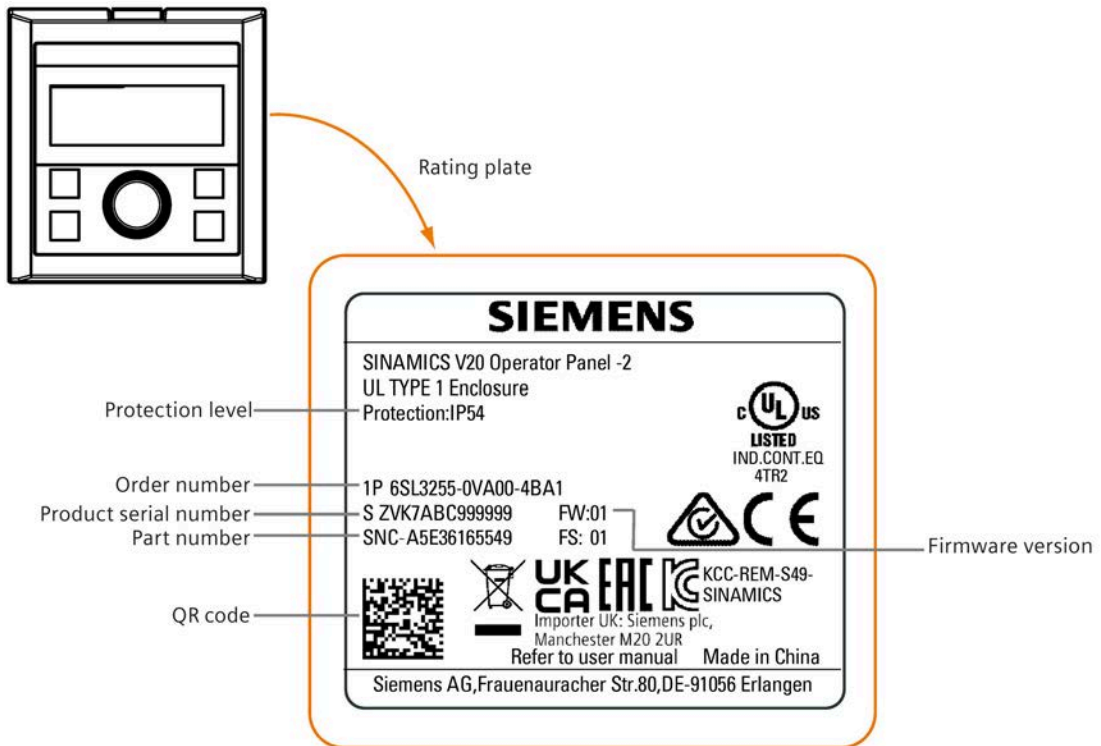 Rating plate
SIEMENS
SINAMICS V20 Operator Panel -2
UL TYPE 1 Enclosure
Protection level
Protection:IP54
C UL US
LISTED
IND.CONT.EQ
4TR2
Order number
1P 6SL3255-0VA00-4BA1
Product serial number
S ZVK7ABC999999 FW:01
Part number
SNC-A5E36165549 FS: 01
CE
Firmware version
UK
CA EAC KC
KCC-REM-S49-
SINAMICS
QR code
Importer UK: Siemens plc,
Manchester M20 2UR
Refer to user manual Made in China
Siemens AG,Frauenauracher Str.80,DE-91056 Erlangen